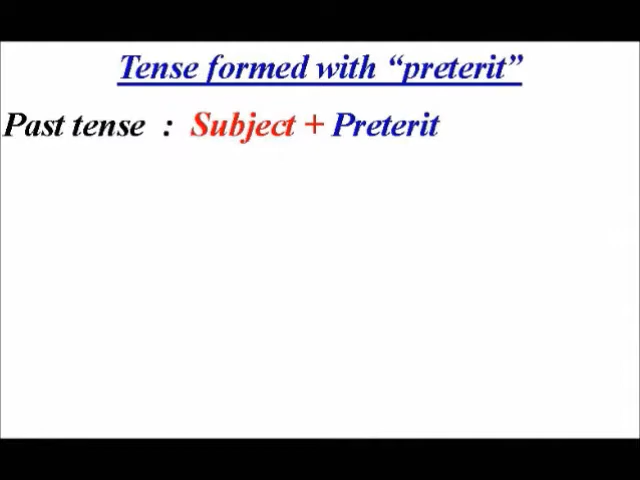 Tense formed with “preterit”
Past tense : Subject + Preterit